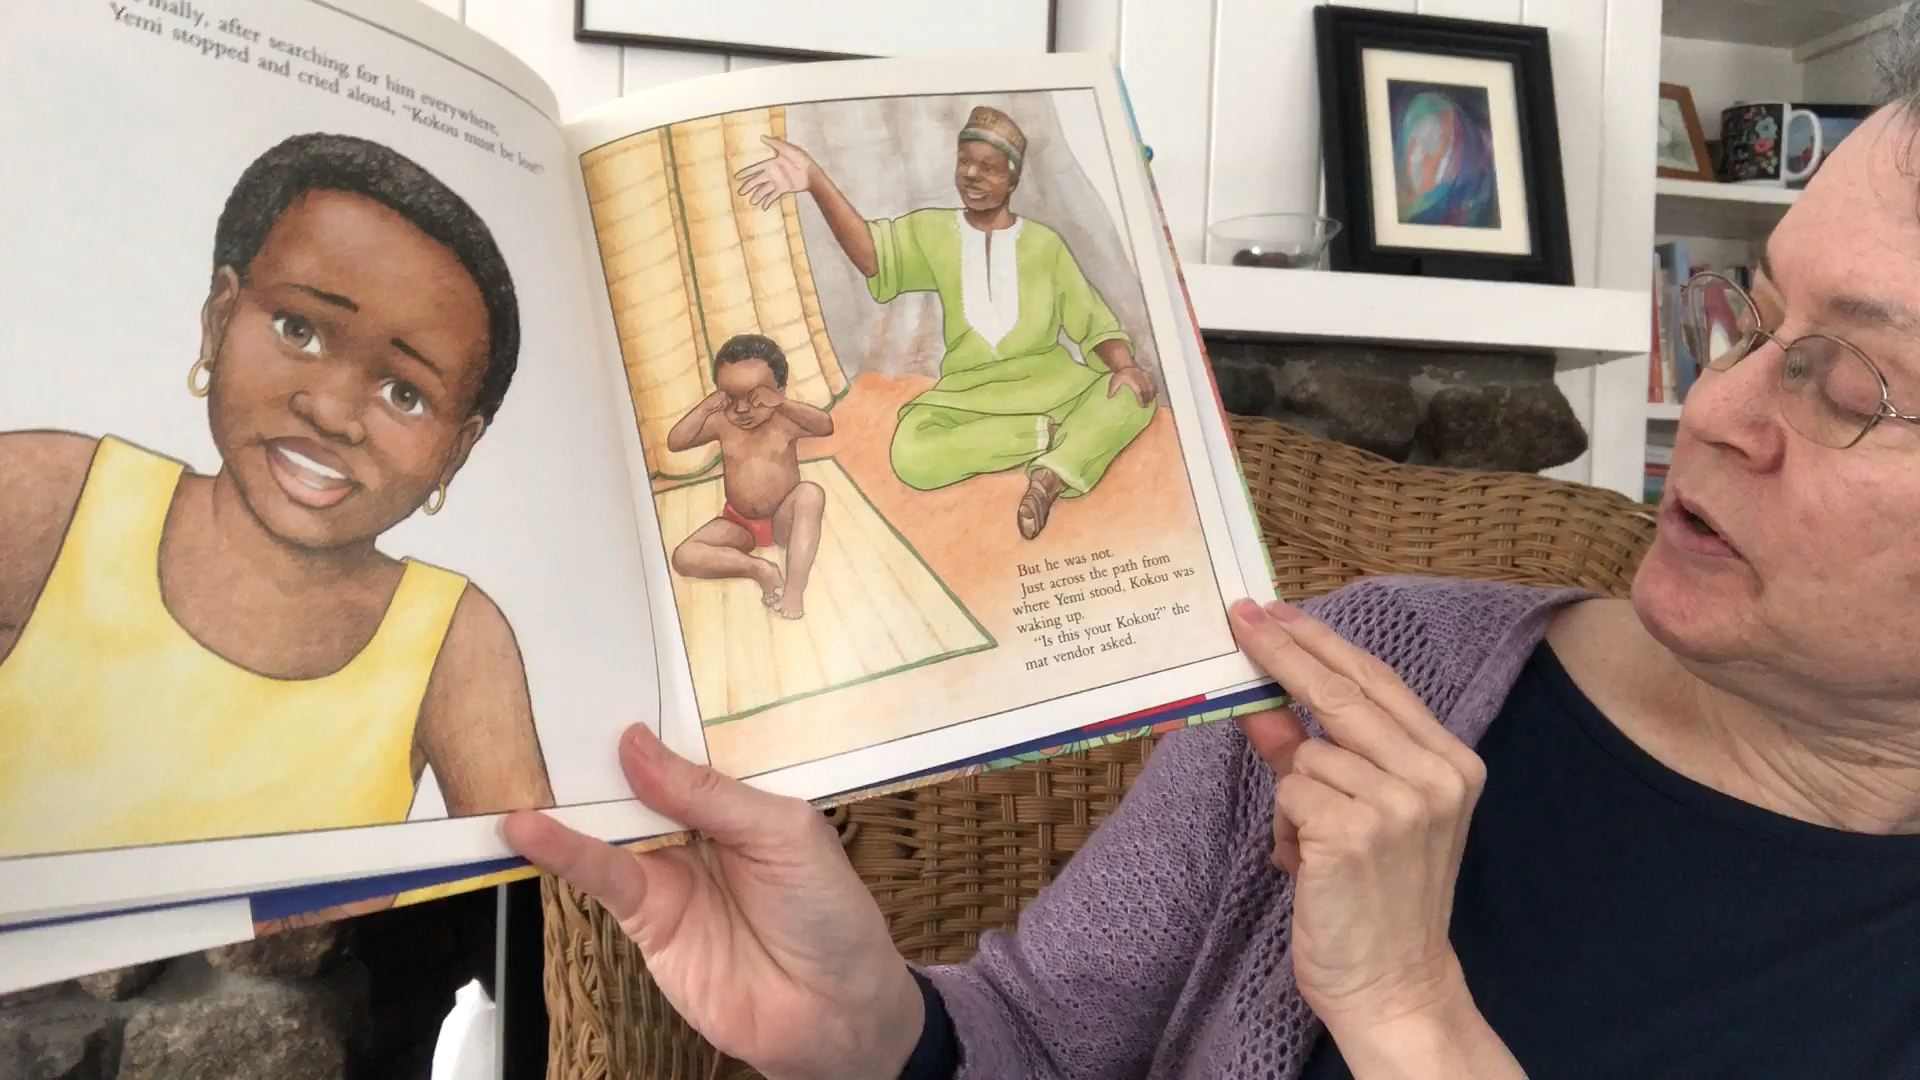 after searching for him everywhere,
Yemi stopped and cried aloud, “Kokou must be lost!”
But he was not.
Just across the path from
where Yemi stood, Kokou was
waking up.
“Is this your Kokou?” the
mat vendor asked.